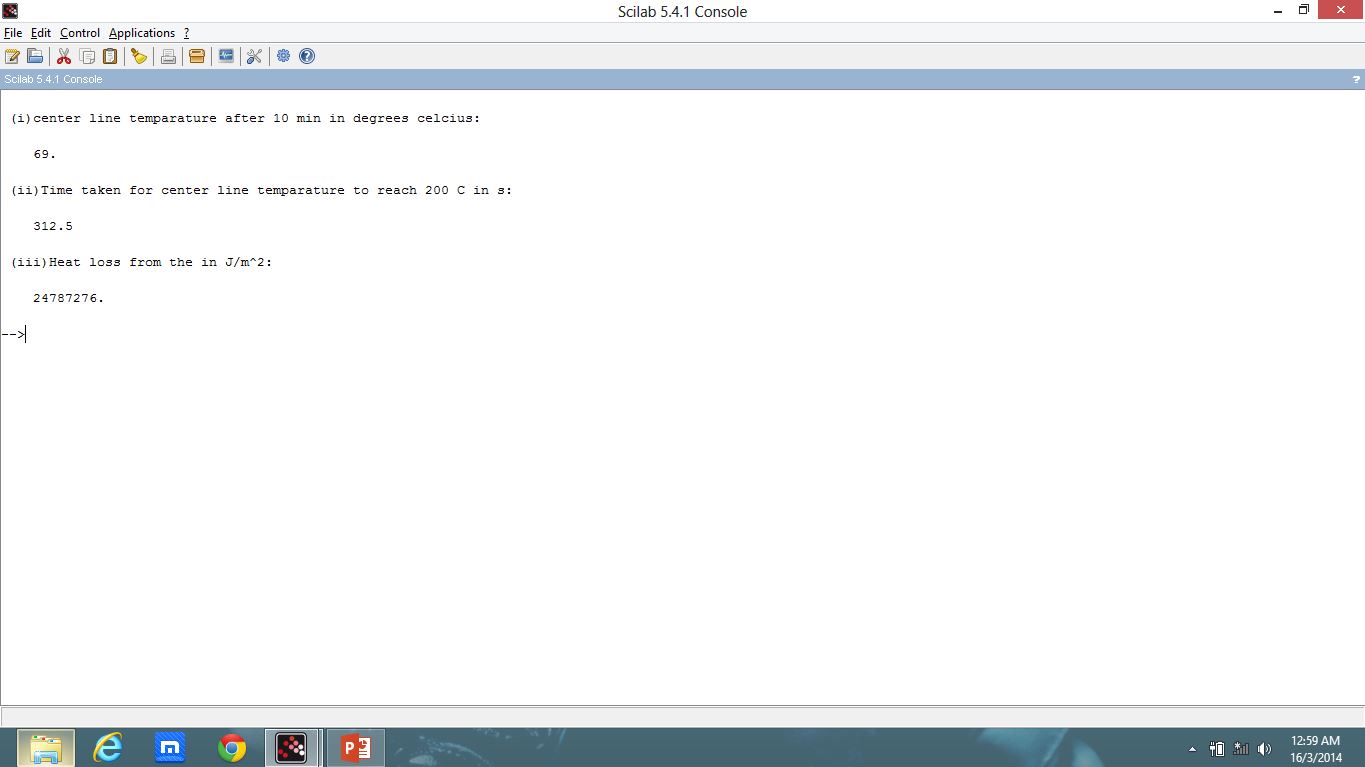 Scilab 5.4.1 Console
File Edit Control Applications ?
Scilab 5.4.1 Console ?
(i)center line temparature after 10 min in degrees celcius:
69.
(ii)Time taken for center line temparature to reach 200 C in s:
312.5
(iii)Heat loss from the in J/m^2:
24787276.
-->
12:59 AM
16/3/2014